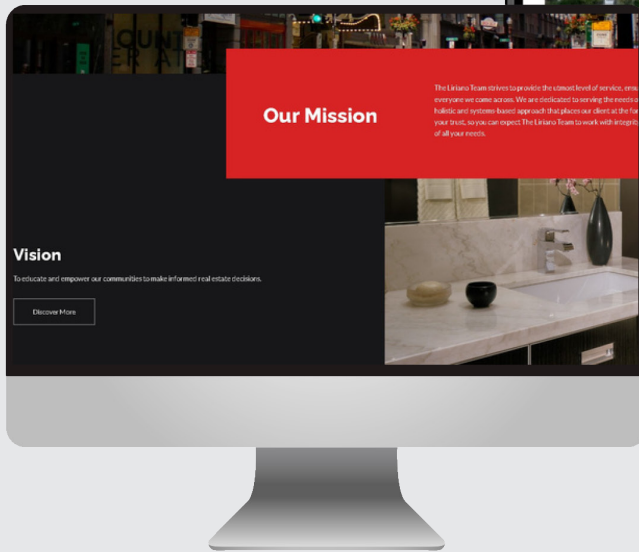 Our Mission
The Liriano Team strives to provide the utmost level of service,
everyone we come across. We are dedicated to serving the needs
holistic and systems-based approach that places our client at the
your trust, so you can expect The Liriano Team to work with
of all your needs.
Vision
To educate and empower our communities to make informed real estate decisions.
Discover More